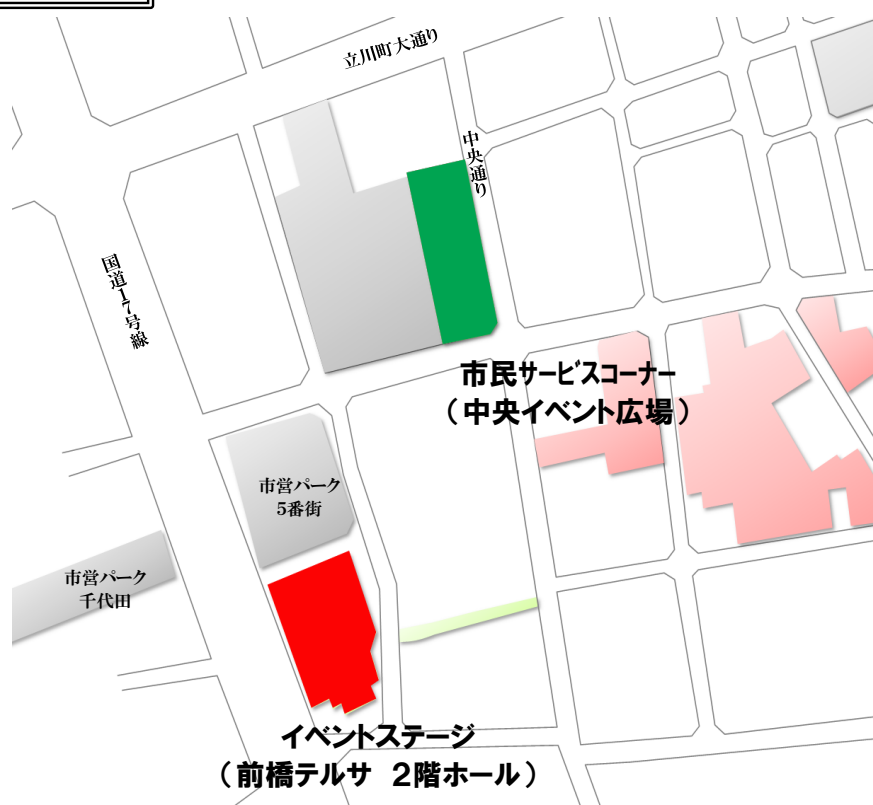 立川町大通り
中央通り
国道17号線
市民サービスコーナー
（中央イベント広場）
市営パーク
5番街
市営パーク
千代田
イベントステージ
（前橋テルサ　２階ホール）